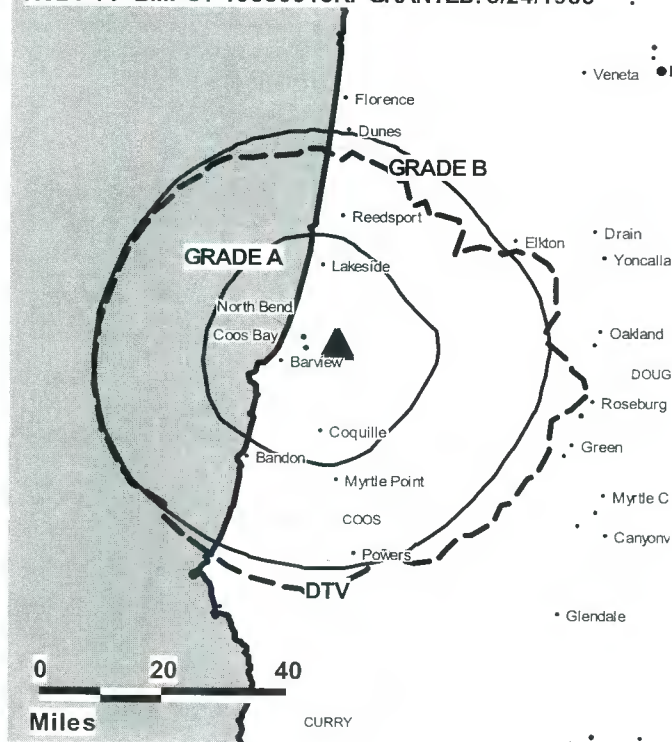 Veneta
Florence
Dunes
GRADE B
Reedsport
Elkton
Drain
GRADE A
Yoncalla
Lakeside
North Bend
Coos Bay
Oakland
Barview
DOUG
Roseburg
Coquille
Green
Bandon
Myrtle Point
Myrtle C
COOS
Canyonv
Powers
DTV
Glendale
0 20 40
Miles
CURRY